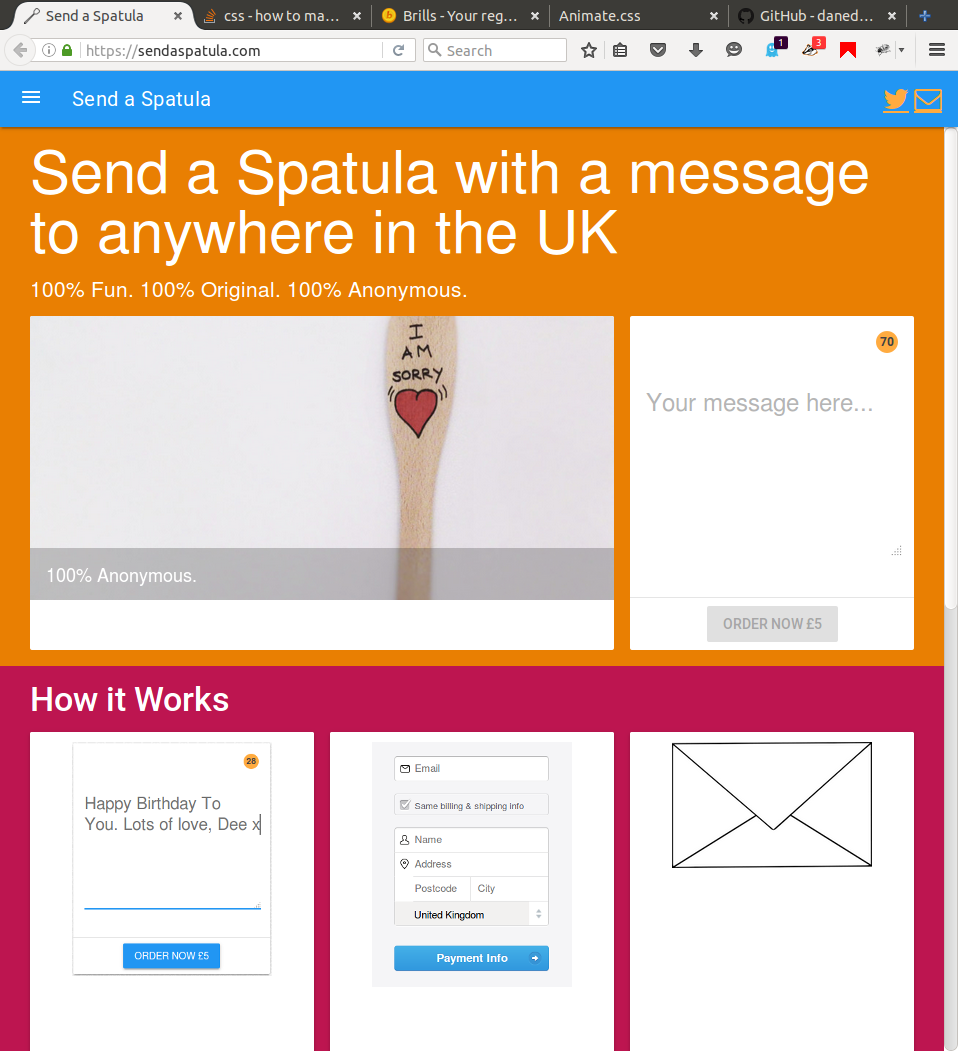 Send a Spatula
css - how to ma...
Brills - Your reg...
Animate.css
GitHub - daned...
https://sendaspatula.com
Search
1
3
Send a Spatula
Send a Spatula with a message
to anywhere in the UK
100% Fun. 100% Original. 100% Anonymous.
I
AM
SORRY
100% Anonymous.
70
Your message here...
ORDER NOW £5
How it Works
28
Happy Birthday To
You. Lots of love, Dee x
ORDER NOW £5
Email
Same billing & shipping info
Name
Address
Postcode City
United Kingdom
Payment Info